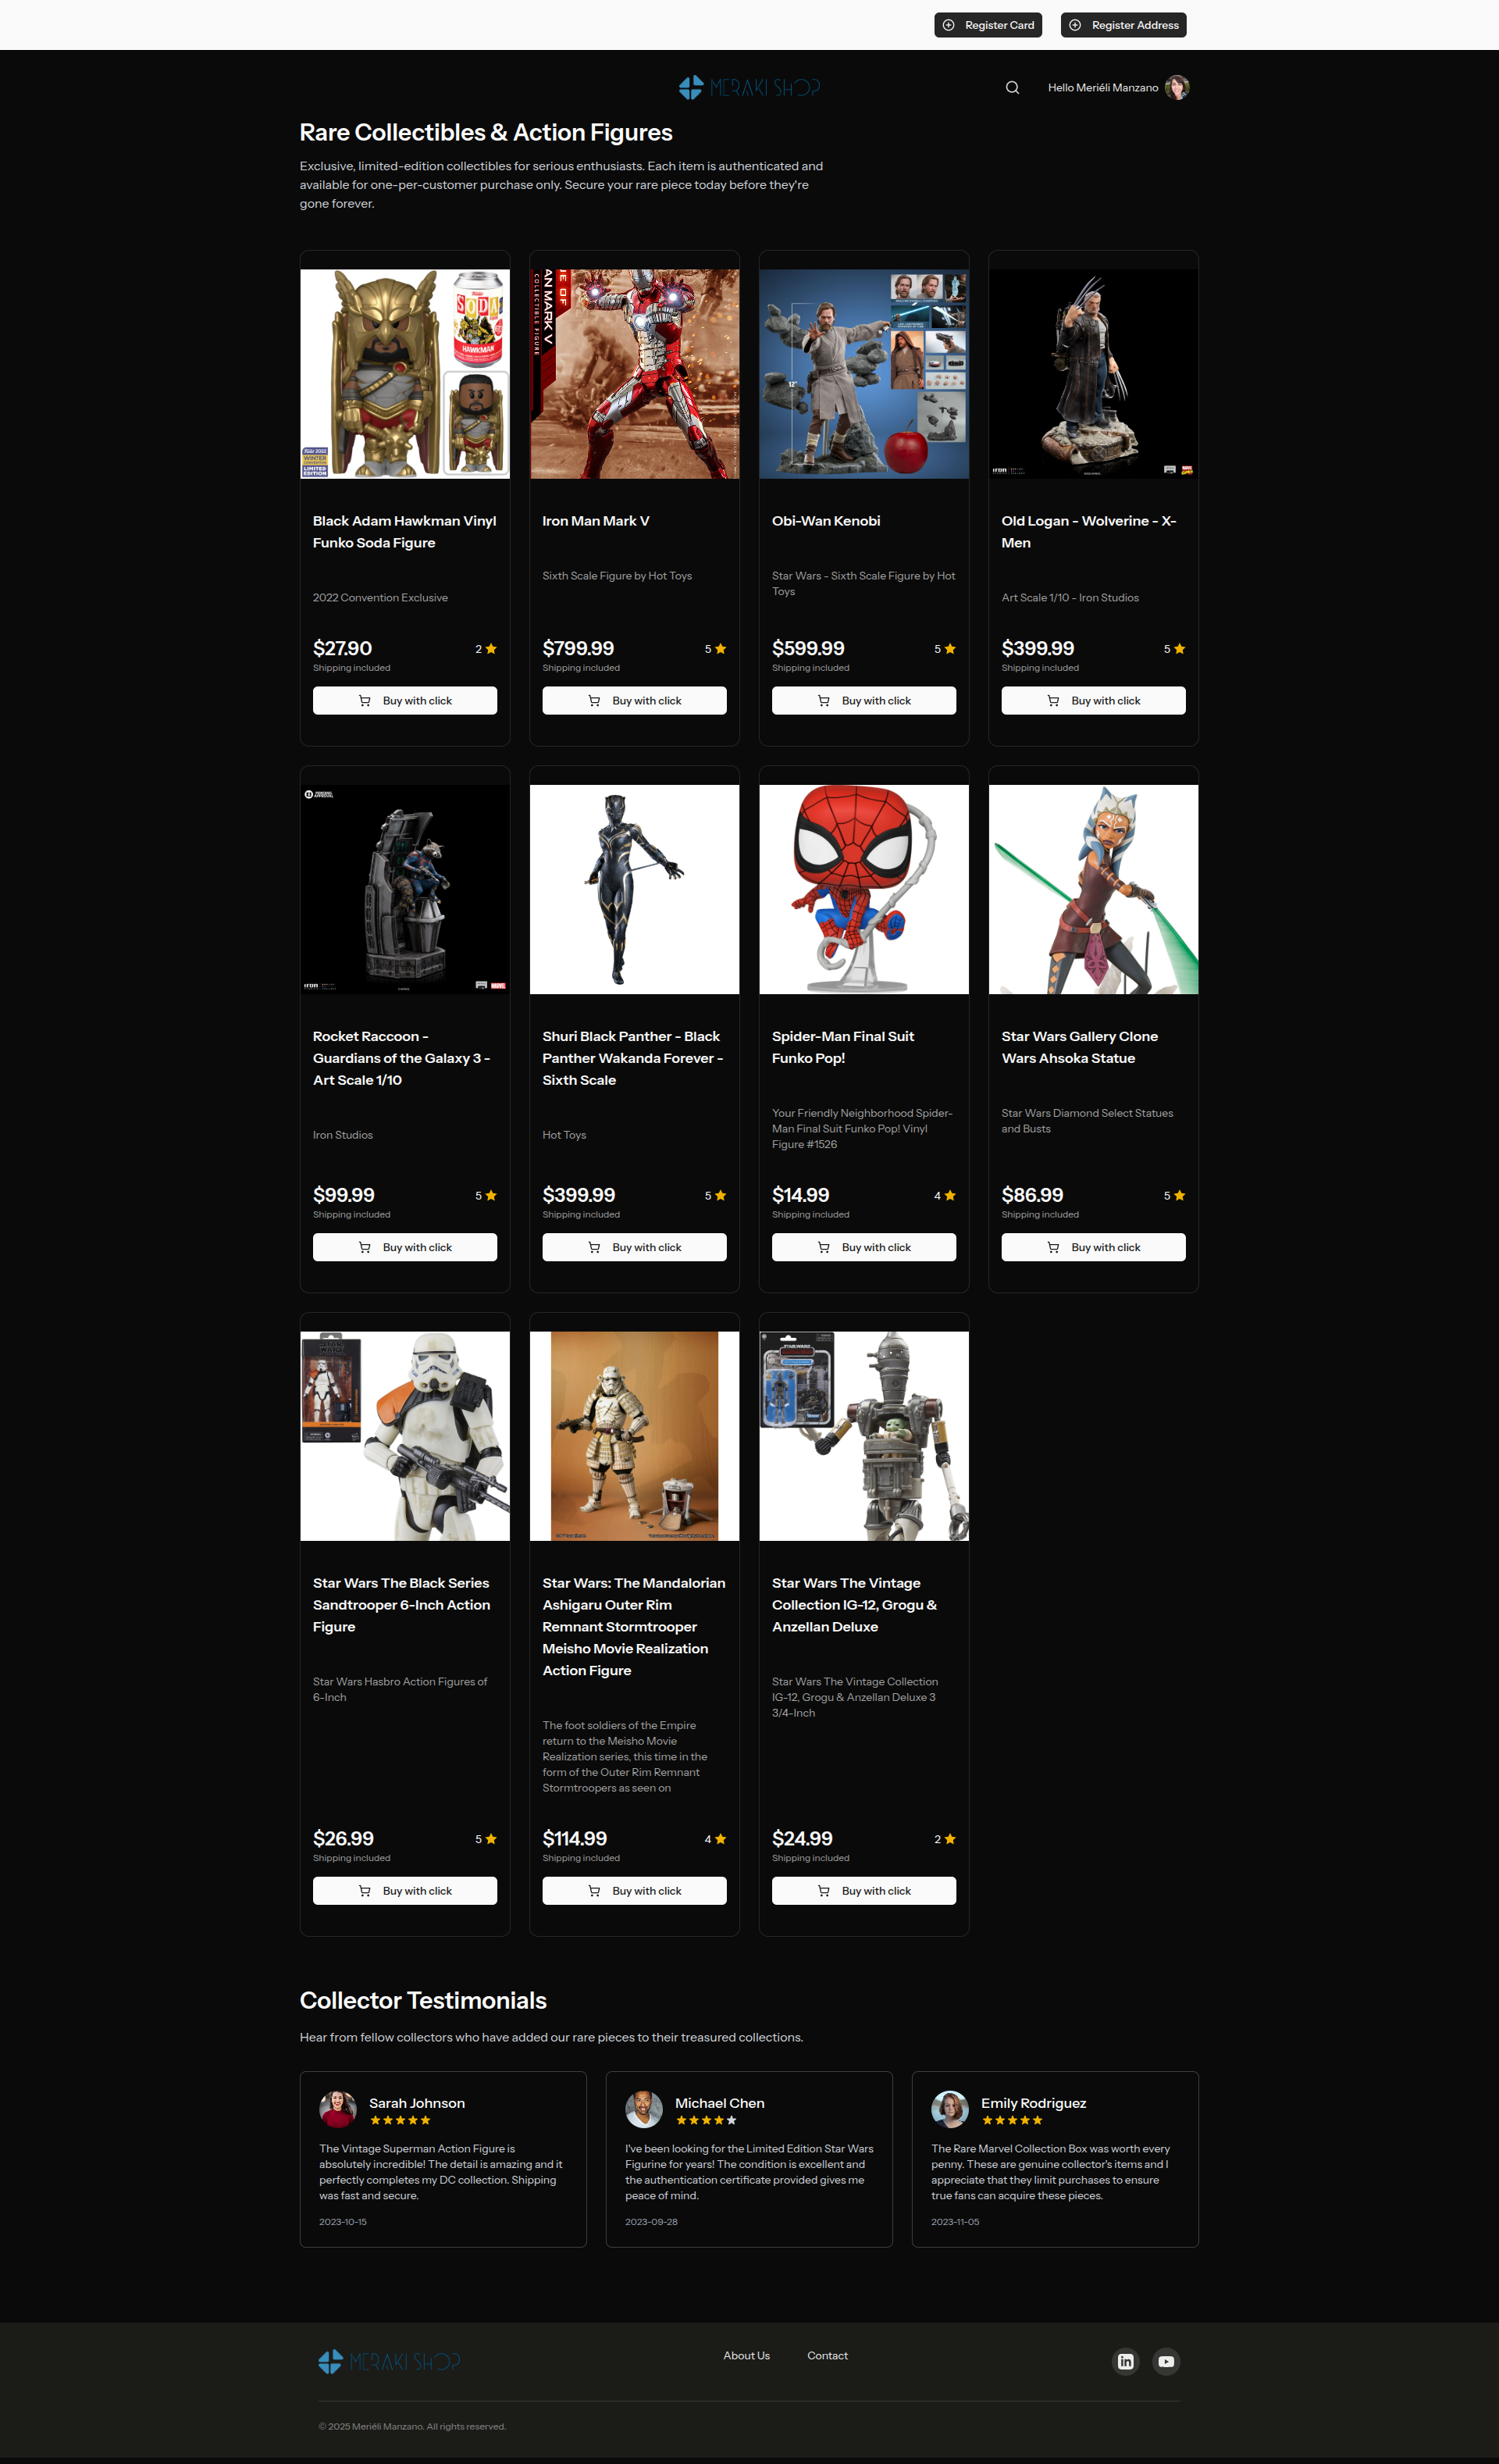 Register Card
Register Address
MERAKI SHOP
Hello Meriéli Manzano
Rare Collectibles & Action Figures
Exclusive, limited-edition collectibles for serious enthusiasts. Each item is authenticated and
available for one-per-customer purchase only. Secure your rare piece today before they're
gone forever.
SODA
HAWKMAN
WINTER
CONVENTION
LIMITED
EDITION
AN MARK V
COLLECTIBLE FIGURE
E OF
12"
Black Adam Hawkman Vinyl
Funko Soda Figure
2022 Convention Exclusive
$27.90
2
Shipping included
Buy with click
Iron Man Mark V
Sixth Scale Figure by Hot Toys
$799.99
5
Shipping included
Buy with click
Obi-Wan Kenobi
Star Wars - Sixth Scale Figure by Hot
Toys
$599.99
5
Shipping included
Buy with click
Old Logan - Wolverine - X-
Men
Art Scale 1/10 - Iron Studios
$399.99
5
Shipping included
Buy with click
Rocket Raccoon -
Guardians of the Galaxy 3 -
Art Scale 1/10
Iron Studios
$99.99
5
Shipping included
Buy with click
Shuri Black Panther - Black
Panther Wakanda Forever -
Sixth Scale
Hot Toys
$399.99
5
Shipping included
Buy with click
Spider-Man Final Suit
Funko Pop!
Your Friendly Neighborhood Spider-
Man Final Suit Funko Pop! Vinyl
Figure #1526
$14.99
4
Shipping included
Buy with click
Star Wars Gallery Clone
Wars Ahsoka Statue
Star Wars Diamond Select Statues
and Busts
$86.99
5
Shipping included
Buy with click
Star Wars The Black Series
Sandtrooper 6-Inch Action
Figure
Star Wars Hasbro Action Figures of
6-Inch
$26.99
5
Shipping included
Buy with click
Star Wars: The Mandalorian
Ashigaru Outer Rim
Remnant Stormtrooper
Meisho Movie Realization
Action Figure
The foot soldiers of the Empire
return to the Meisho Movie
Realization series, this time in the
form of the Outer Rim Remnant
Stormtroopers as seen on
$114.99
4
Shipping included
Buy with click
Star Wars The Vintage
Collection IG-12, Grogu &
Anzellan Deluxe
Star Wars The Vintage Collection
IG-12, Grogu & Anzellan Deluxe 3
3/4-Inch
$24.99
2
Shipping included
Buy with click
Collector Testimonials
Hear from fellow collectors who have added our rare pieces to their treasured collections.
Sarah Johnson
The Vintage Superman Action Figure is
absolutely incredible! The detail is amazing and it
perfectly completes my DC collection. Shipping
was fast and secure.
2023-10-15
Michael Chen
I've been looking for the Limited Edition Star Wars
Figurine for years! The condition is excellent and
the authentication certificate provided gives me
peace of mind.
2023-09-28
Emily Rodriguez
The Rare Marvel Collection Box was worth every
penny. These are genuine collector's items and I
appreciate that they limit purchases to ensure
true fans can acquire these pieces.
2023-11-05
MERAKI SHOP
About Us
Contact
© 2025 Meriéli Manzano. All rights reserved.